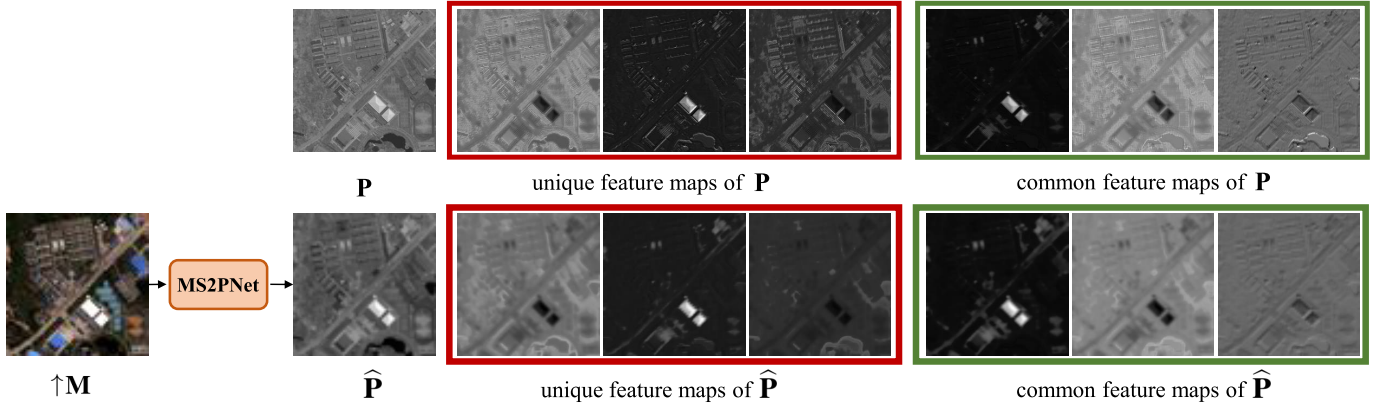 P
unique feature maps of P
common feature maps of P
MS2PNet
↑M
P̂
unique feature maps of P̂
common feature maps of P̂